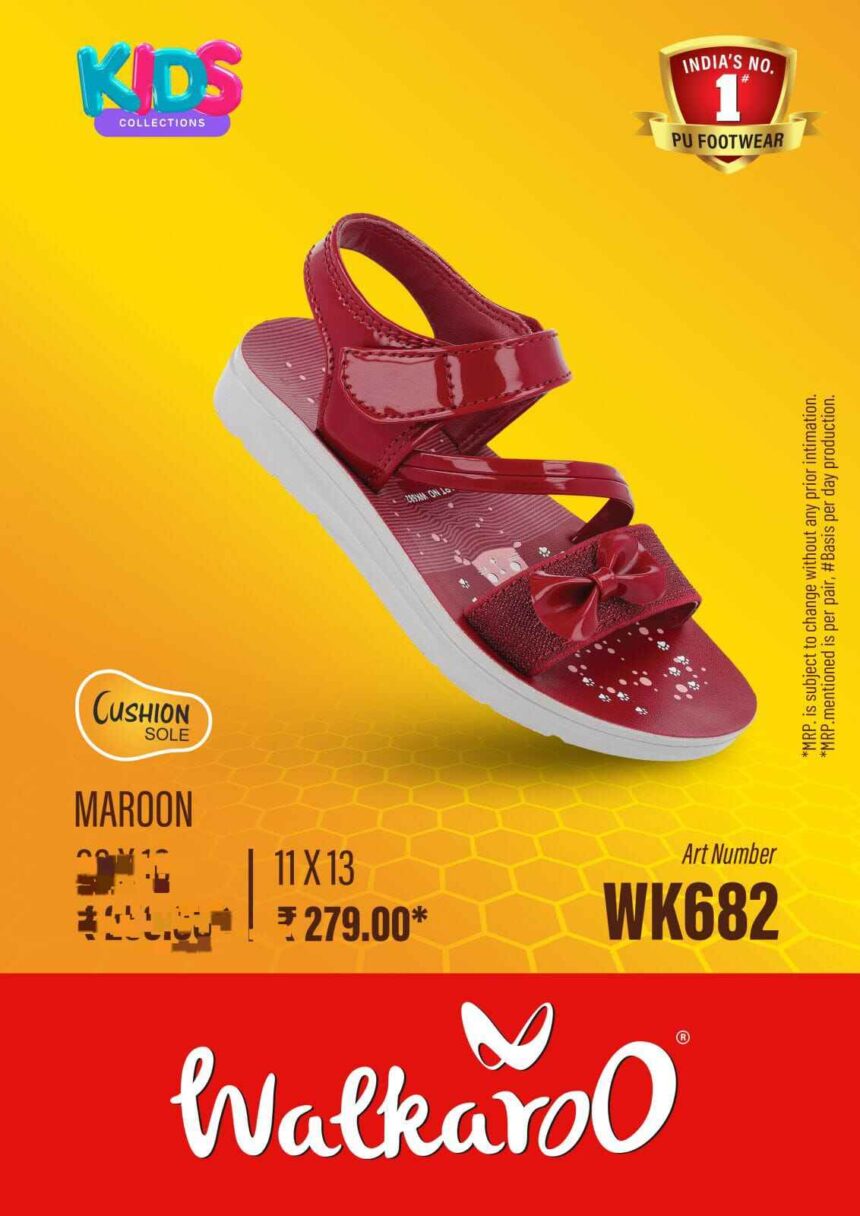 KIDS
COLLECTIONS
INDIA'S NO.
1#
PU FOOTWEAR
CUSHION
SOLE
MAROON
11 X 13
₹ 279.00*
Art Number
WK682
*MRP. is subject to change without any prior intimation.
*MRP.mentioned is per pair, #Basis per day production.
Walkaroo®